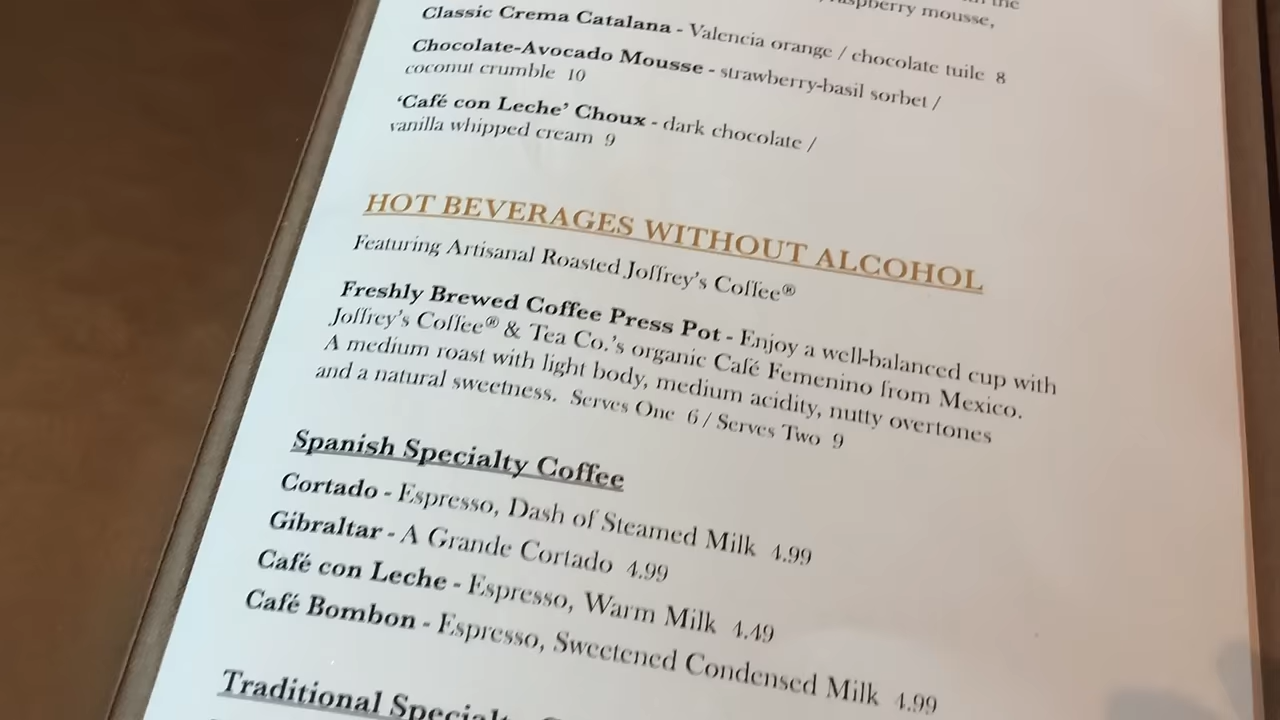 the
raspberry mousse,
Classic Crema Catalana - Valencia orange / chocolate tuile 8
Chocolate-Avocado Mousse - strawberry-basil sorbet /
coconut crumble 10
‘Café con Leche’ Choux - dark chocolate /
vanilla whipped cream 9
HOT BEVERAGES WITHOUT ALCOHOL
Featuring Artisanal Roasted Joffrey's Coffee®
Freshly Brewed Coffee Press Pot - Enjoy a well-balanced cup with
Joffrey's Coffee® & Tea Co.'s organic Café Femenino from Mexico.
A medium roast with light body, medium acidity, nutty overtones
and a natural sweetness. Serves One 6 / Serves Two 9
Spanish Specialty Coffee
Cortado - Espresso, Dash of Steamed Milk 4.99
Gibraltar - A Grande Cortado 4.99
Café con Leche - Espresso, Warm Milk 4.49
Café Bombon - Espresso, Sweetened Condensed Milk 4.99
Traditional Specialty